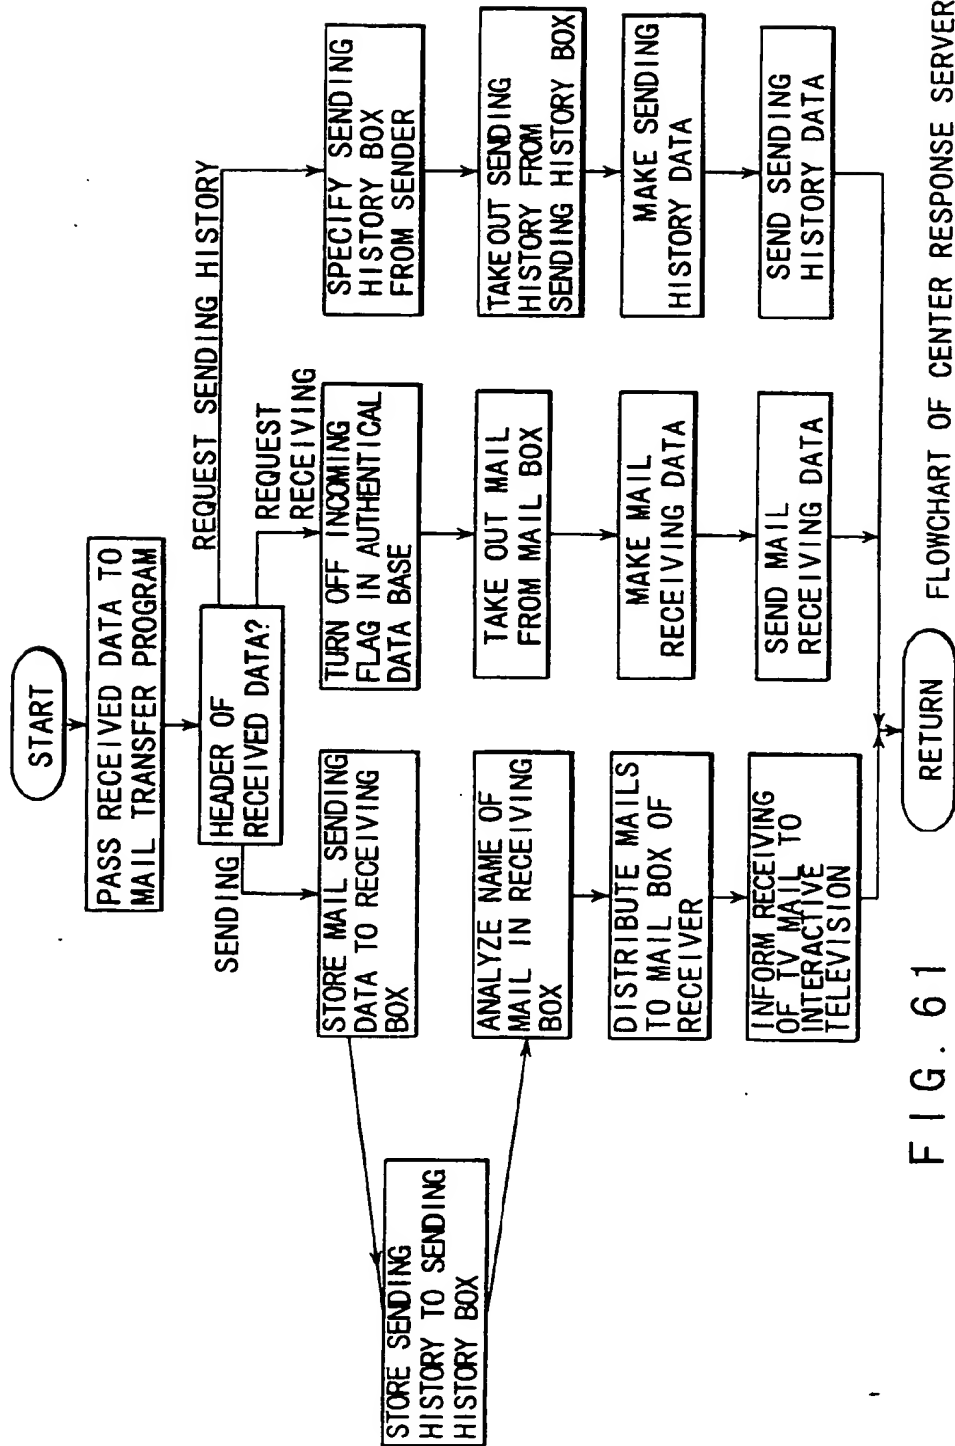 START
PASS RECEIVED DATA TO
MAIL TRANSFER PROGRAM
HEADER OF
RECEIVED DATA?
SENDING
REQUEST
RECEIVING
REQUEST SENDING HISTORY
STORE MAIL SENDING
DATA TO RECEIVING
BOX
STORE SENDING
HISTORY TO SENDING
HISTORY BOX
ANALYZE NAME OF
MAIL IN RECEIVING
BOX
DISTRIBUTE MAILS
TO MAIL BOX OF
RECEIVER
INFORM RECEIVING
OF TV MAIL TO
INTERACTIVE
TELEVISION
TURN OFF INCOMING
FLAG IN AUTHENTICAL
DATA BASE
TAKE OUT MAIL
FROM MAIL BOX
MAKE MAIL
RECEIVING DATA
SEND MAIL
RECEIVING DATA
SPECIFY SENDING
HISTORY BOX
FROM SENDER
TAKE OUT SENDING
HISTORY FROM
SENDING HISTORY BOX
MAKE SENDING
HISTORY DATA
SEND SENDING
HISTORY DATA
RETURN
FIG. 61
FLOWCHART OF CENTER RESPONSE SERVER